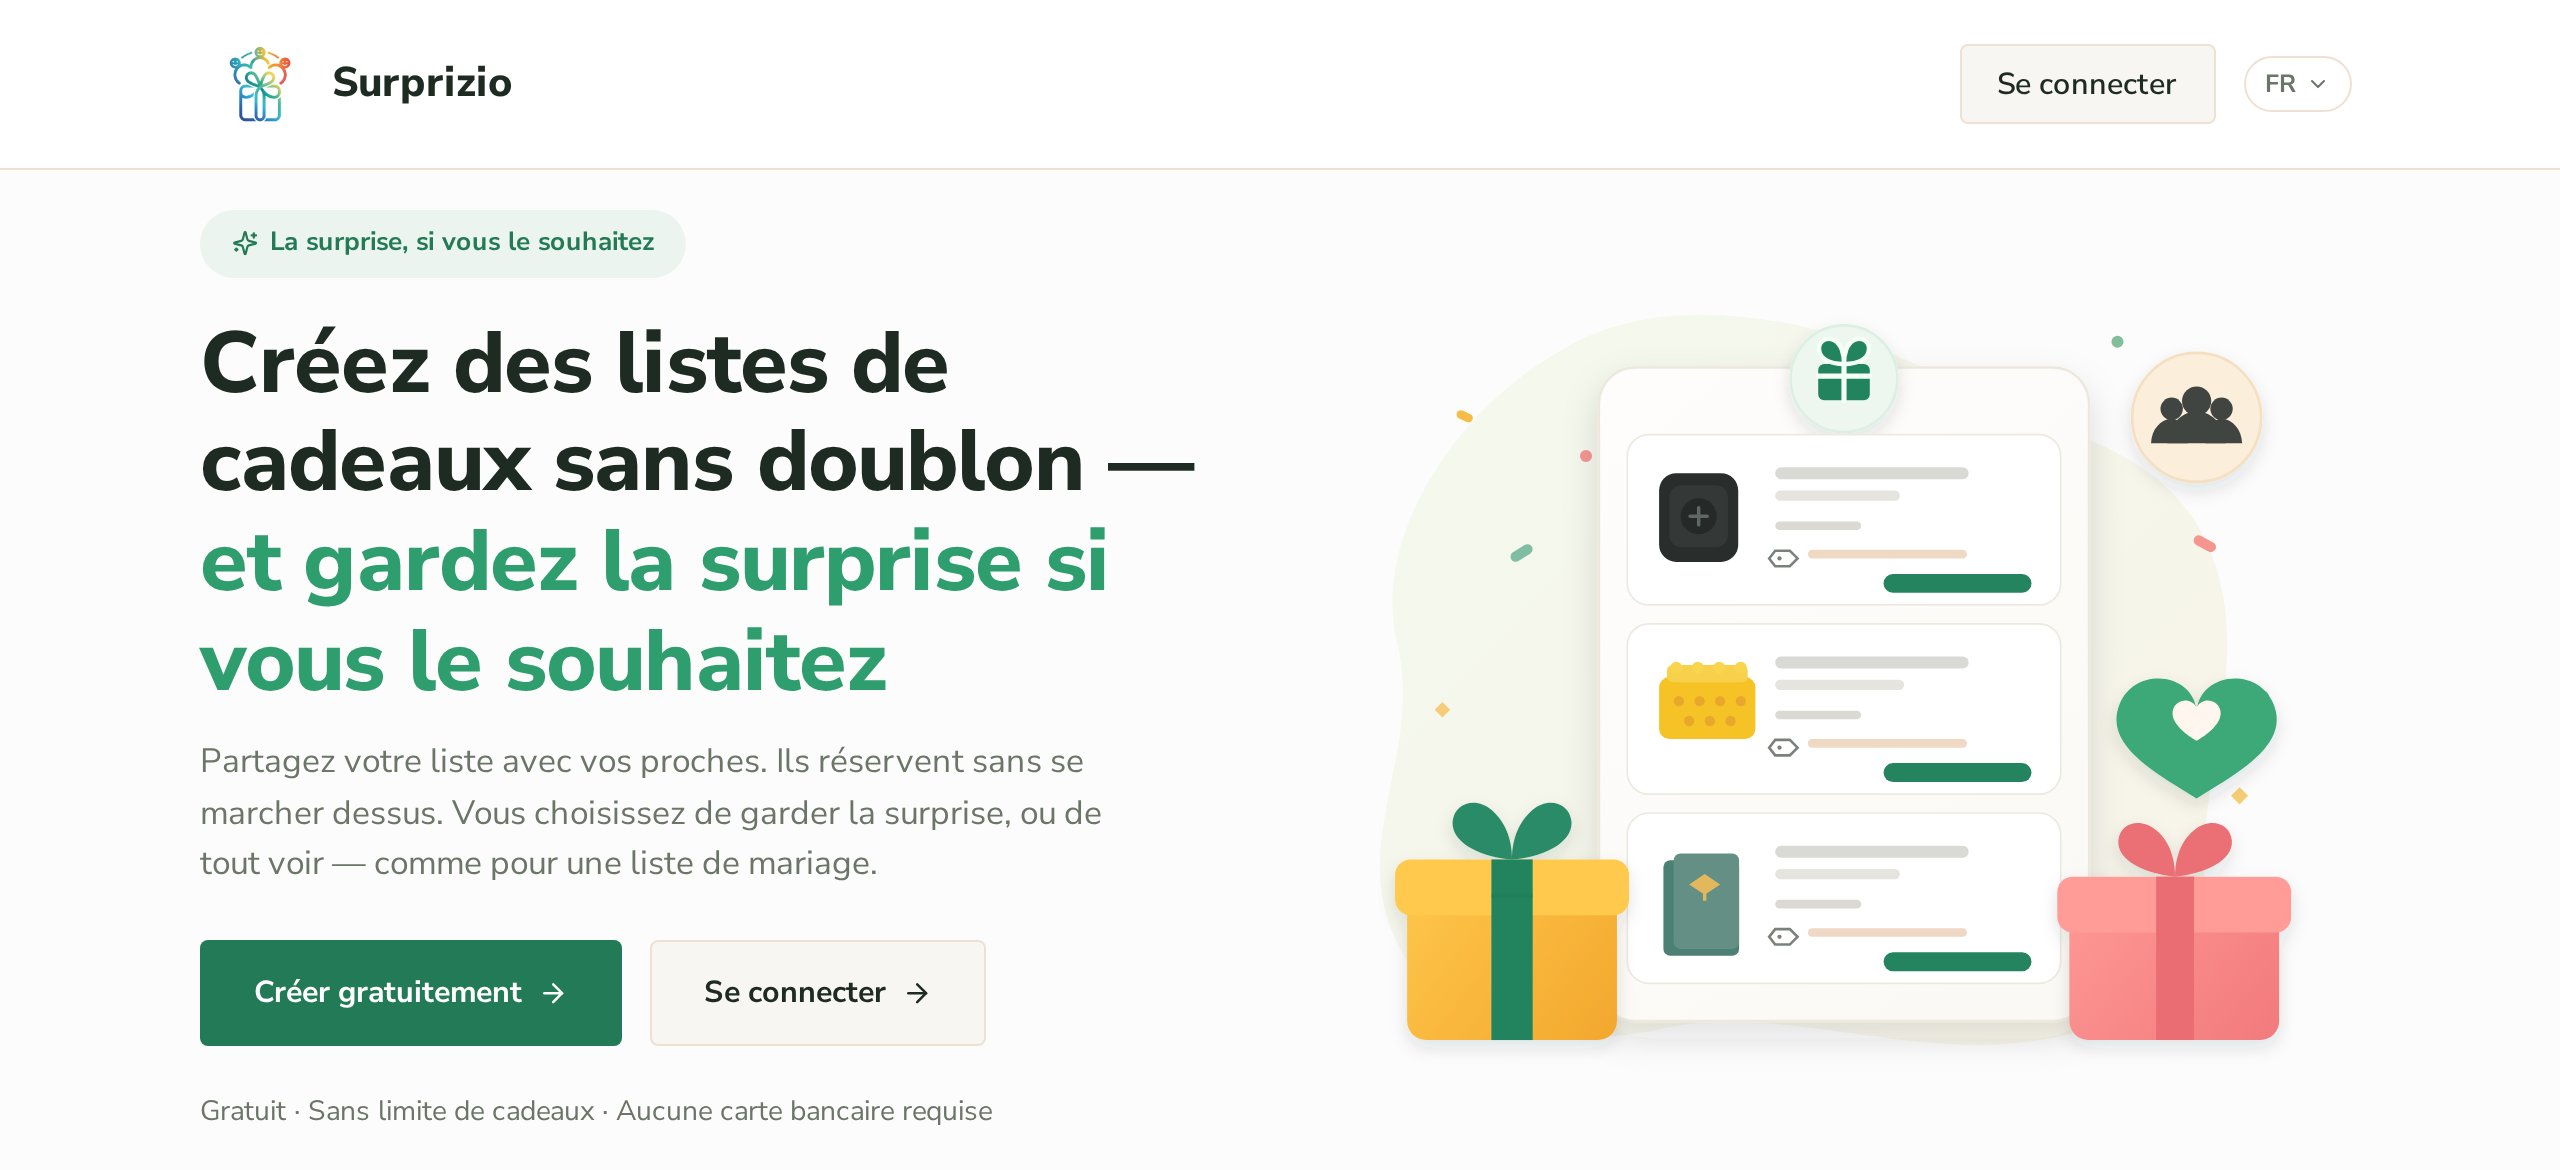 Surprizio
Se connecter
FR
La surprise, si vous le souhaitez
Créez des listes de
cadeaux sans doublon —
et gardez la surprise si
vous le souhaitez
Partagez votre liste avec vos proches. Ils réservent sans se
marcher dessus. Vous choisissez de garder la surprise, ou de
tout voir — comme pour une liste de mariage.
Créer gratuitement →
Se connecter →
Gratuit · Sans limite de cadeaux · Aucune carte bancaire requise